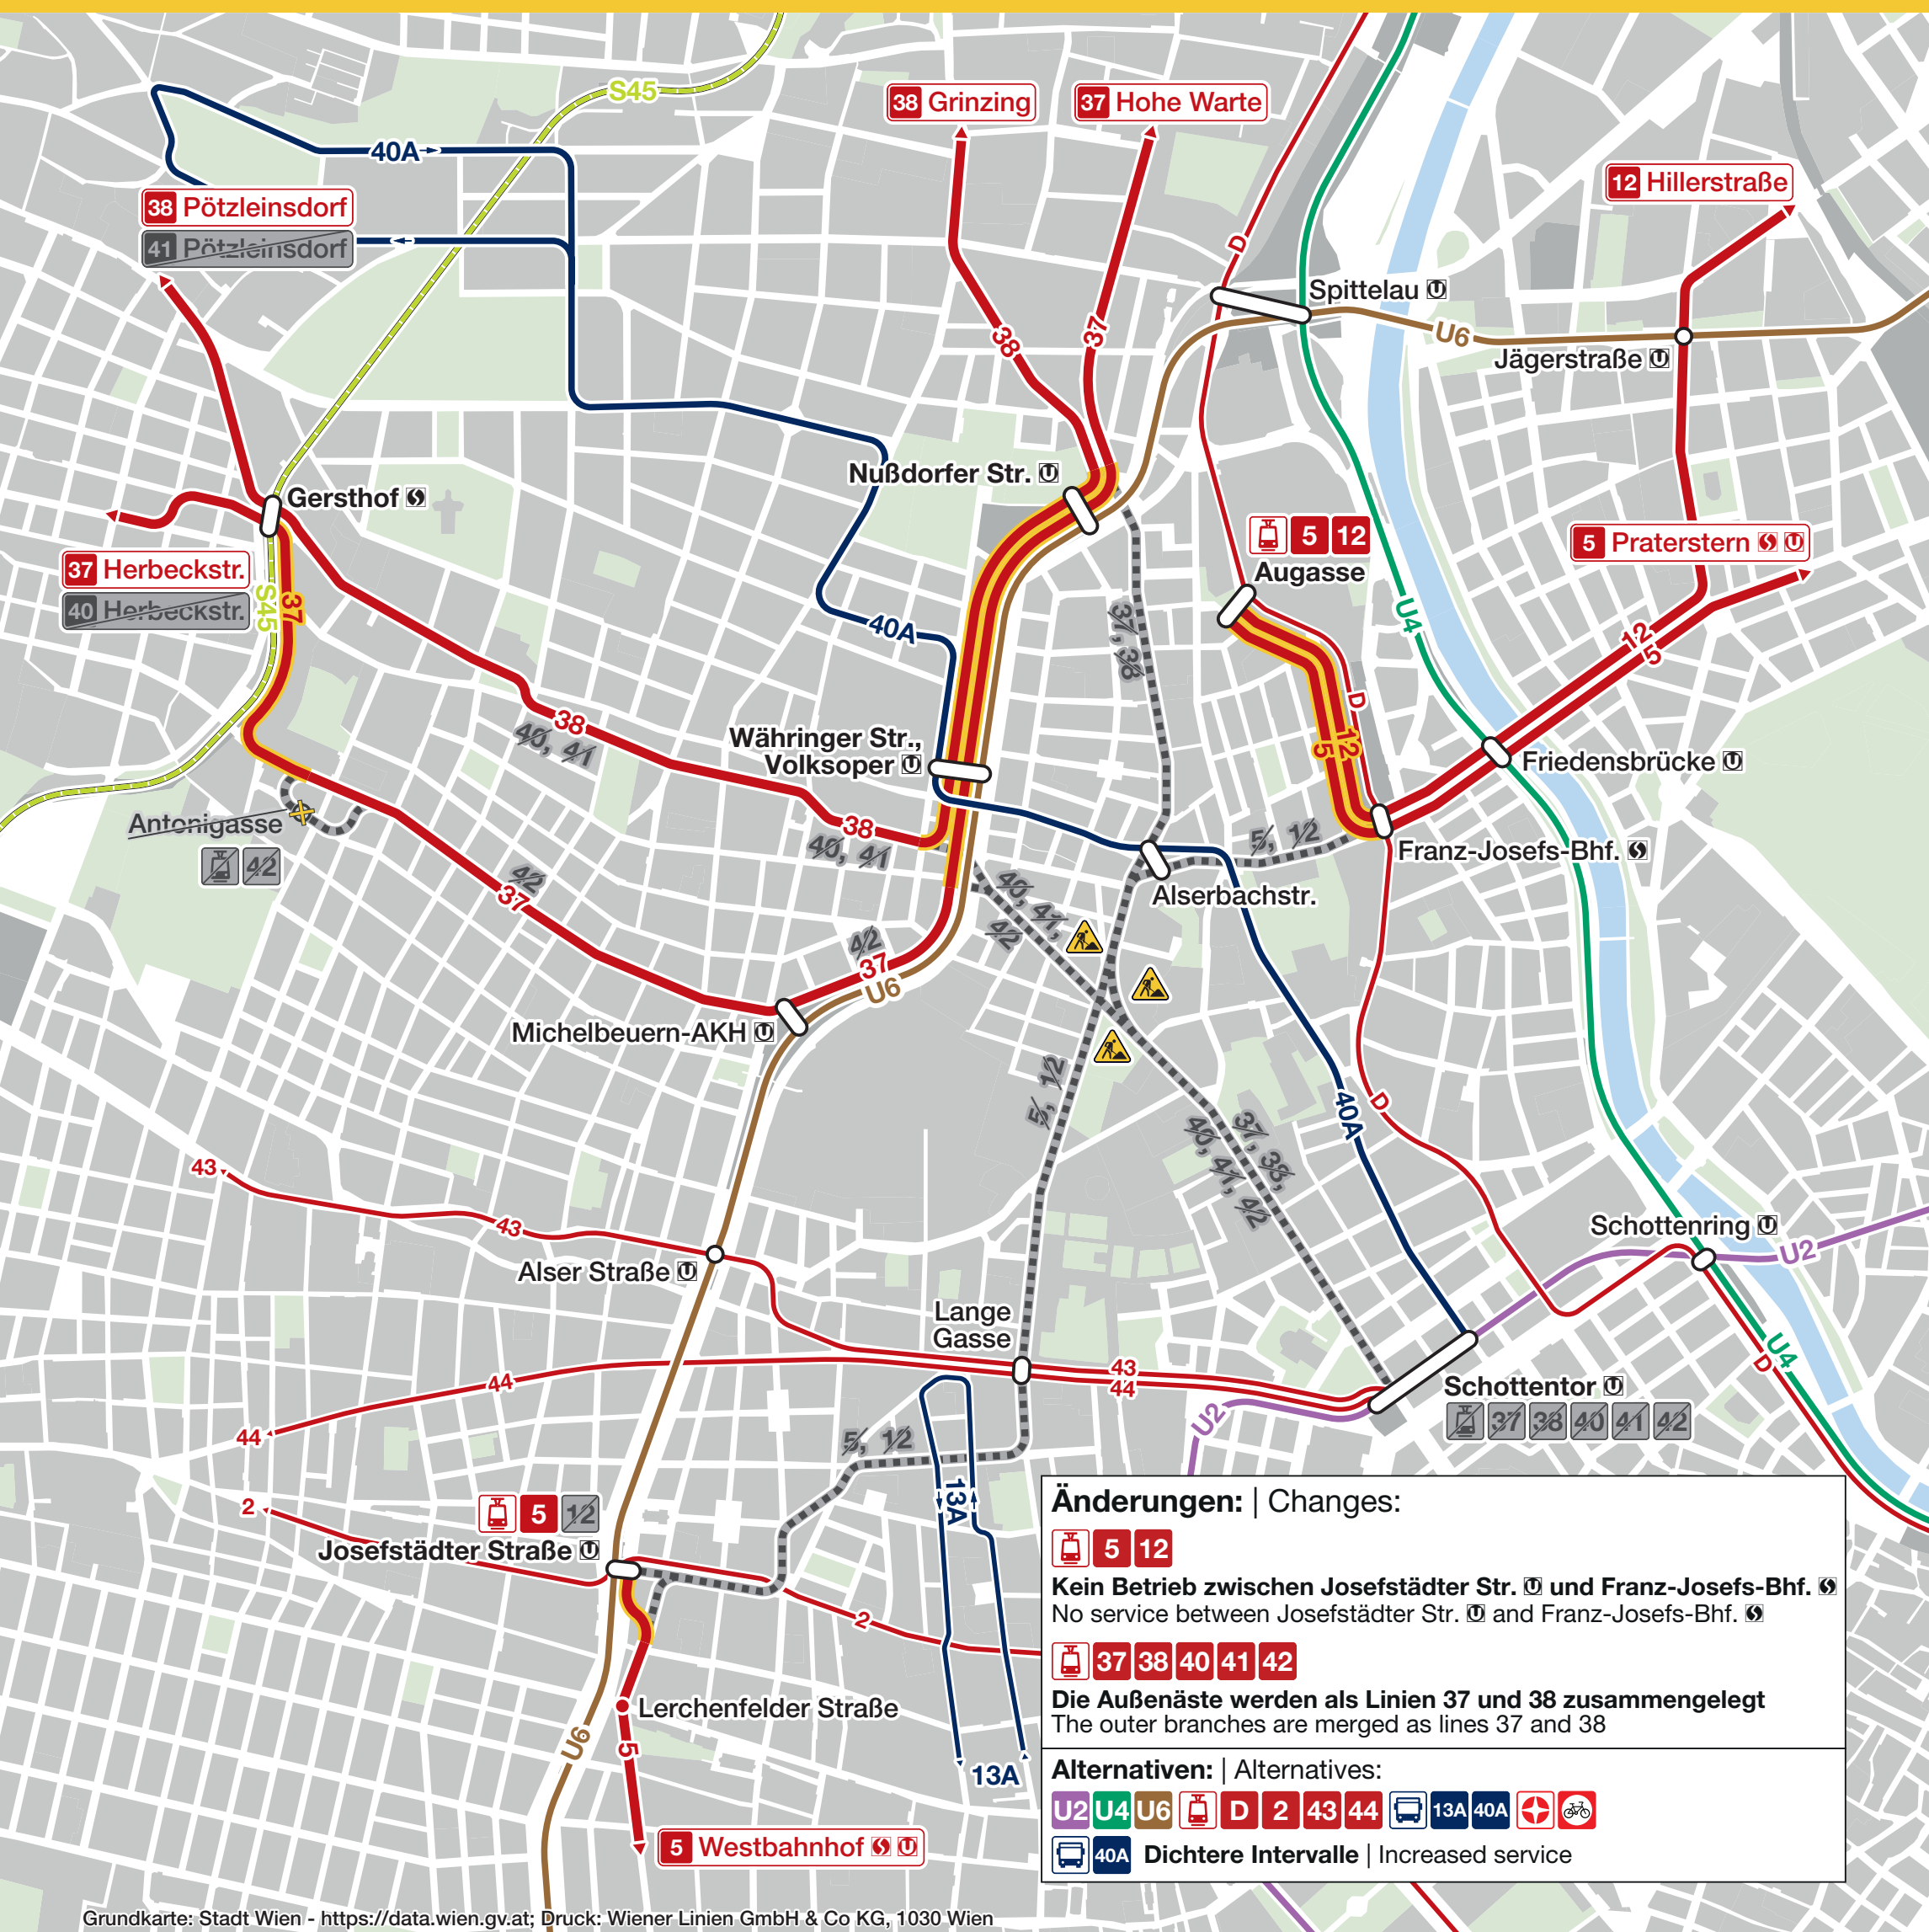 S45
38 Grinzing
37 Hohe Warte
40A
12 Hillerstraße
38 Pötzleinsdorf
41 Pötzleinsdorf
D
Spittelau U
U6
38
37
Jägerstraße U
Nußdorfer Str. U
Gersthof S
5 12
Augasse
5 Praterstern S U
37 Herbeckstr.
40 Herbeckstr.
S45
37
37, 38
U4
40A
12
5
D
38
40, 41
Währinger Str.,
Volksoper U
12
5
Friedensbrücke U
Antonigasse
42
38
40, 41
5, 12
Franz-Josefs-Bhf. S
42
37
40, 41,
42
Alserbachstr.
42
37
U6
Michelbeuern-AKH U
5, 12
40A
D
37, 38,
40, 41, 42
43
43
Schottenring U
U2
Alser Straße U
Lange
Gasse
43
44
44
44
U4
D
Schottentor U
37 38 40 41 42
U2
5, 12
13A
2
5 12
Josefstädter Straße U
2
Lerchenfelder Straße
U6
5
13A
5 Westbahnhof S U
Änderungen: | Changes:
5 12
Kein Betrieb zwischen Josefstädter Str. U und Franz-Josefs-Bhf. S
No service between Josefstädter Str. U and Franz-Josefs-Bhf. S
37 38 40 41 42
Die Außenäste werden als Linien 37 und 38 zusammengelegt
The outer branches are merged as lines 37 and 38
Alternativen: | Alternatives:
U2 U4 U6 D 2 43 44 13A 40A
40A Dichtere Intervalle | Increased service
Grundkarte: Stadt Wien - https://data.wien.gv.at; Druck: Wiener Linien GmbH & Co KG, 1030 Wien